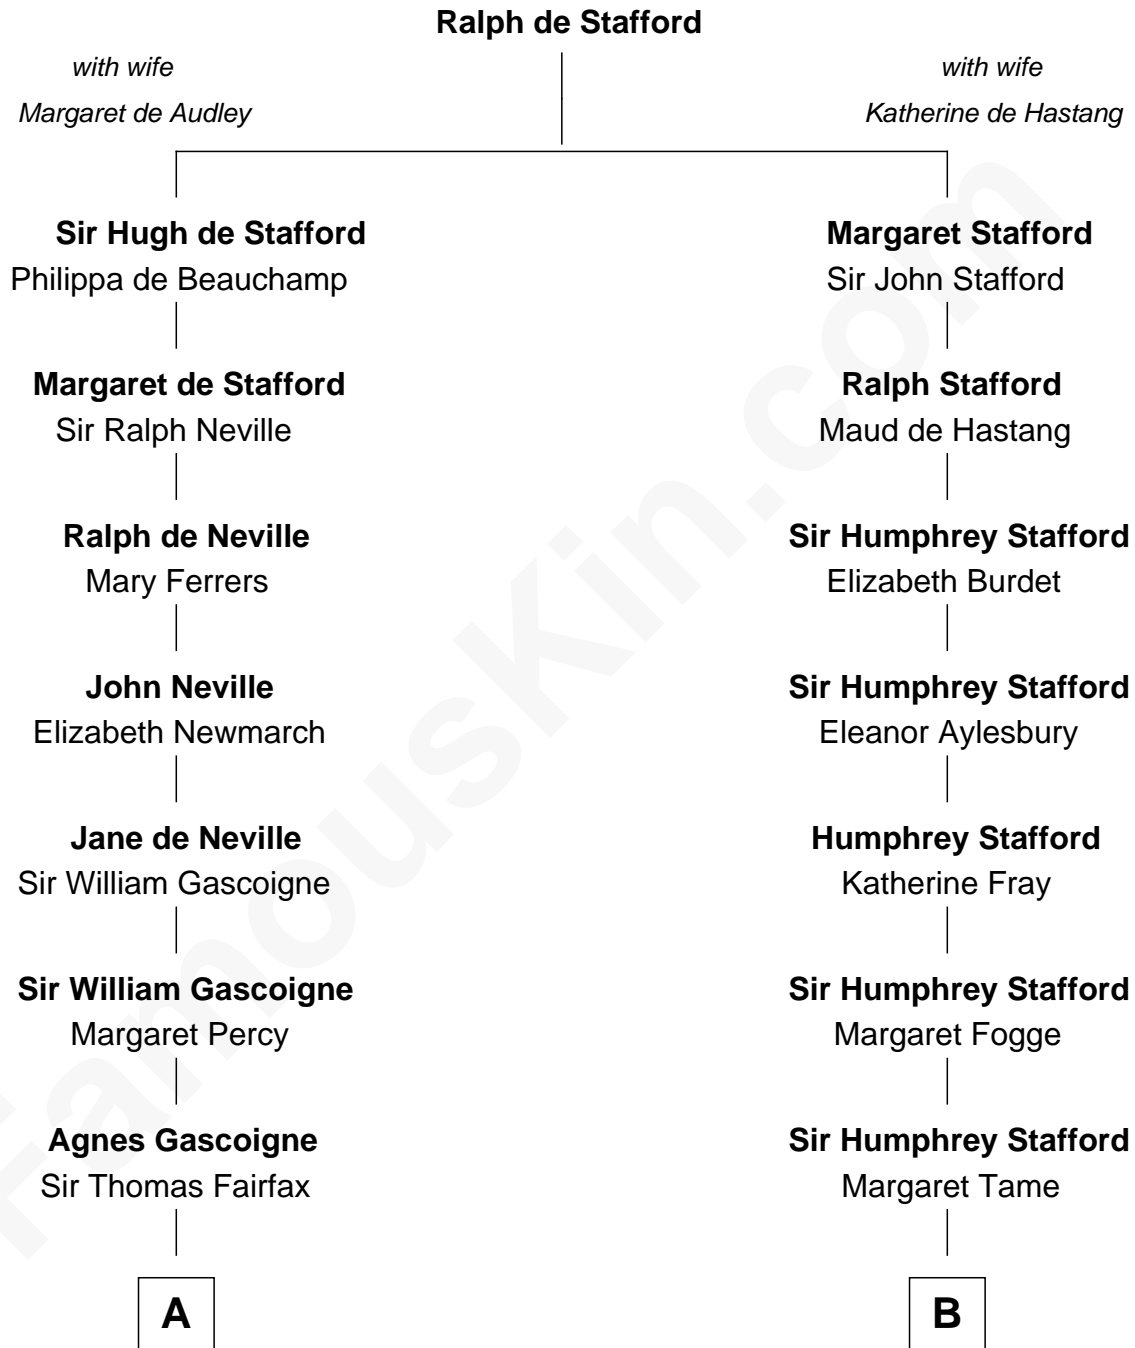 Ralph de Stafford
with wife
Margaret de Audley
with wife
Katherine de Hastang
Sir Hugh de Stafford
Philippa de Beauchamp
Margaret Stafford
Sir John Stafford
Margaret de Stafford
Sir Ralph Neville
Ralph Stafford
Maud de Hastang
Ralph de Neville
Mary Ferrers
Sir Humphrey Stafford
Elizabeth Burdet
John Neville
Elizabeth Newmarch
Sir Humphrey Stafford
Eleanor Aylesbury
Jane de Neville
Sir William Gascoigne
Humphrey Stafford
Katherine Fray
Sir William Gascoigne
Margaret Percy
Sir Humphrey Stafford
Margaret Fogge
Agnes Gascoigne
Sir Thomas Fairfax
Sir Humphrey Stafford
Margaret Tame
A
B
FamousKin.com